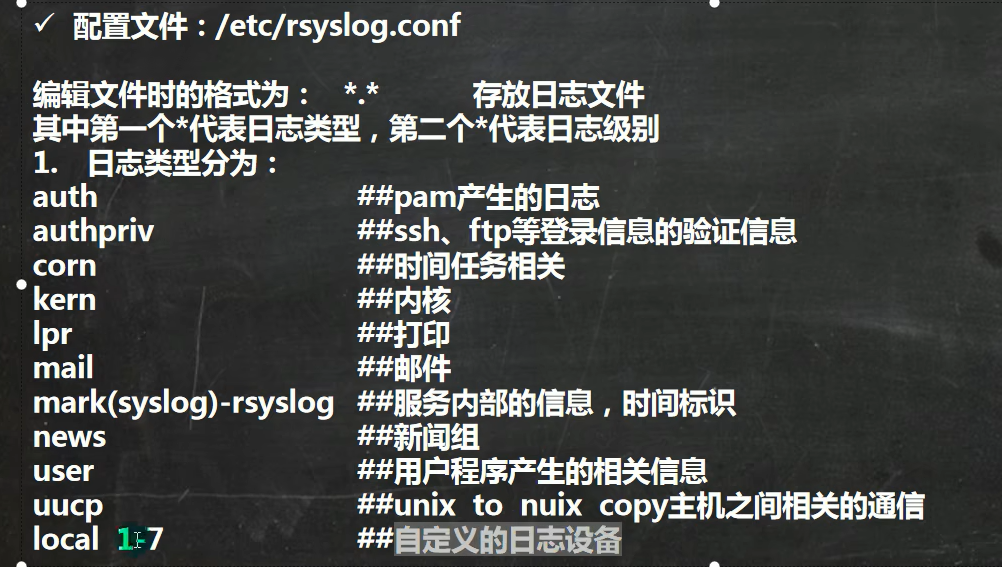 ✓ 配置文件：/etc/rsyslog.conf
编辑文件时的格式为： *.* 存放日志文件
其中第一个*代表日志类型，第二个*代表日志级别
1. 日志类型分为：
auth ##pam产生的日志
authpriv ##ssh、ftp等登录信息的验证信息
corn ##时间任务相关
kern ##内核
lpr ##打印
mail ##邮件
mark(syslog)-rsyslog ##服务内部的信息，时间标识
news ##新闻组
user ##用户程序产生的相关信息
uucp ##unix to nuix copy主机之间相关的通信
local 1-7 ##自定义的日志设备